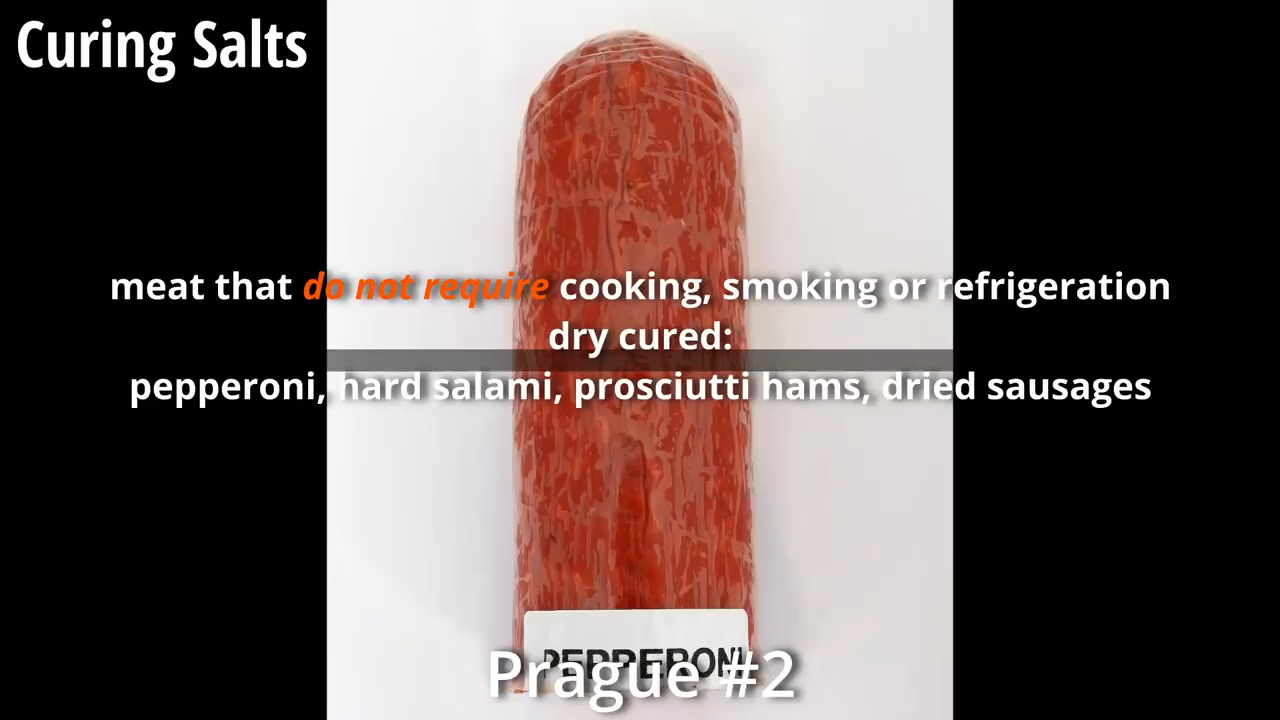 Curing Salts
meat that do not require cooking, smoking or refrigeration
dry cured:
pepperoni, hard salami, prosciutti hams, dried sausages
PEPPERONI
Prague #2